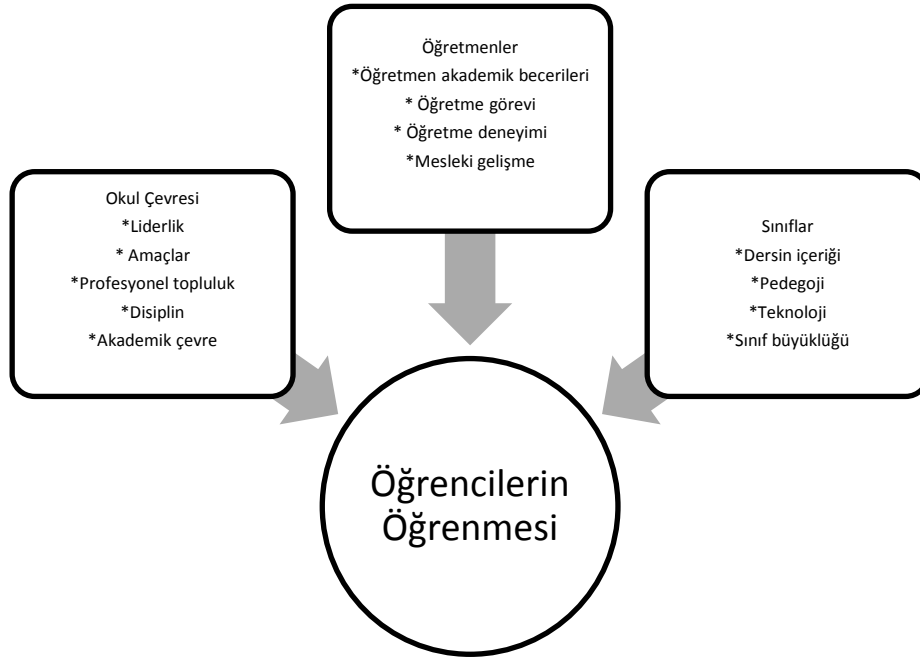 Öğretmenler
*Öğretmen akademik becerileri
* Öğretme görevi
* Öğretme deneyimi
*Mesleki gelişme
Okul Çevresi
*Liderlik
* Amaçlar
*Profesyonel topluluk
*Disiplin
*Akademik çevre
Sınıflar
*Dersin içeriği
*Pedegoji
*Teknoloji
*Sınıf büyüklüğü
Öğrencilerin
Öğrenmesi